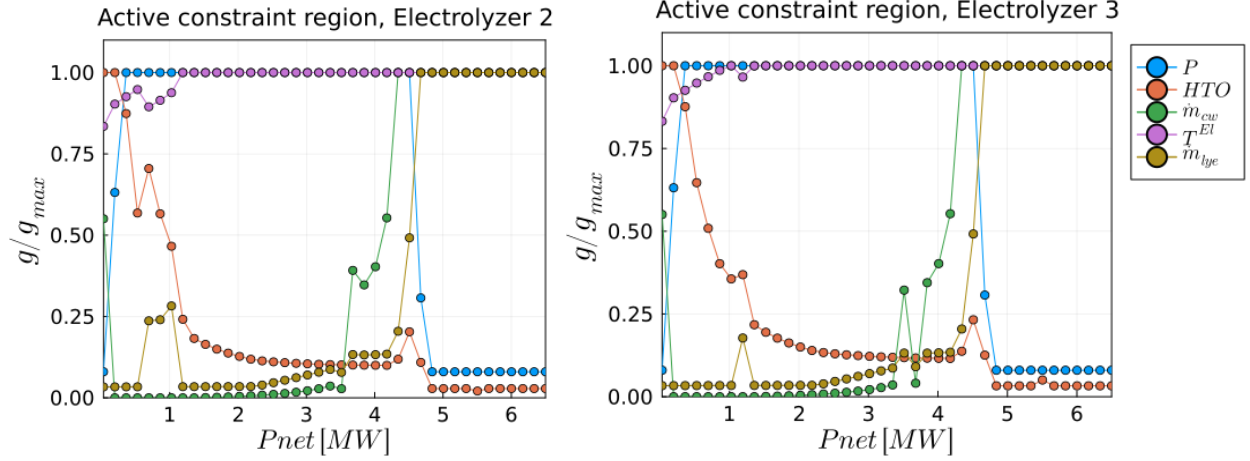 Active constraint region, Electrolyzer 2
1.00
0.75
0.50
0.25
0.00
g/g_max
1 2 3 4 5 6
Pnet [MW]
Active constraint region, Electrolyzer 3
1.00
0.75
0.50
0.25
0.00
g/g_max
1 2 3 4 5 6
Pnet [MW]
P
HTO
ṁ_cw
T^El
ṁ_lye